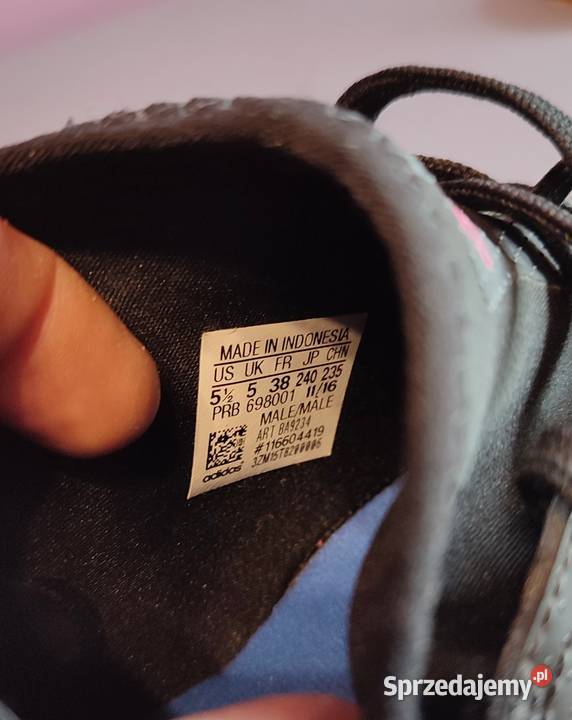 MADE IN INDONESIA
US UK FR JP CHN
5½ 5 38 240 235
PRB 698001 11/16
MALE/MALE
ART BA9234
#116604419
3ZM15T8Z00006
adidas
Sprzedajemy.pl